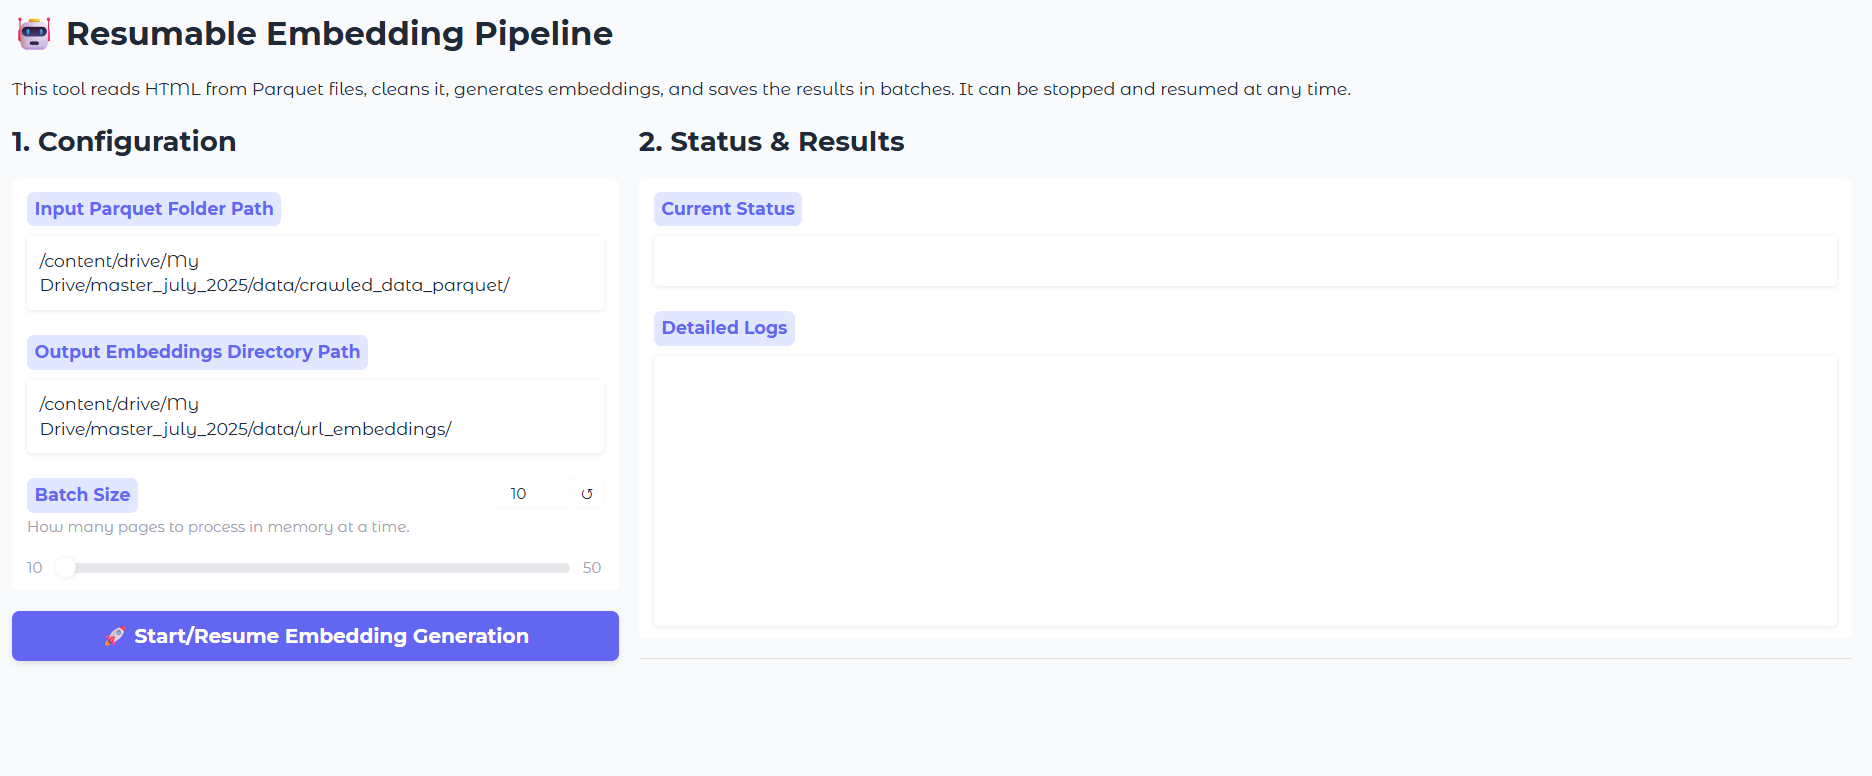 Resumable Embedding Pipeline
This tool reads HTML from Parquet files, cleans it, generates embeddings, and saves the results in batches. It can be stopped and resumed at any time.
1. Configuration
Input Parquet Folder Path
/content/drive/My
Drive/master_july_2025/data/crawled_data_parquet/
Output Embeddings Directory Path
/content/drive/My
Drive/master_july_2025/data/url_embeddings/
Batch Size
10
↺
How many pages to process in memory at a time.
10
50
🚀 Start/Resume Embedding Generation
2. Status & Results
Current Status
Detailed Logs